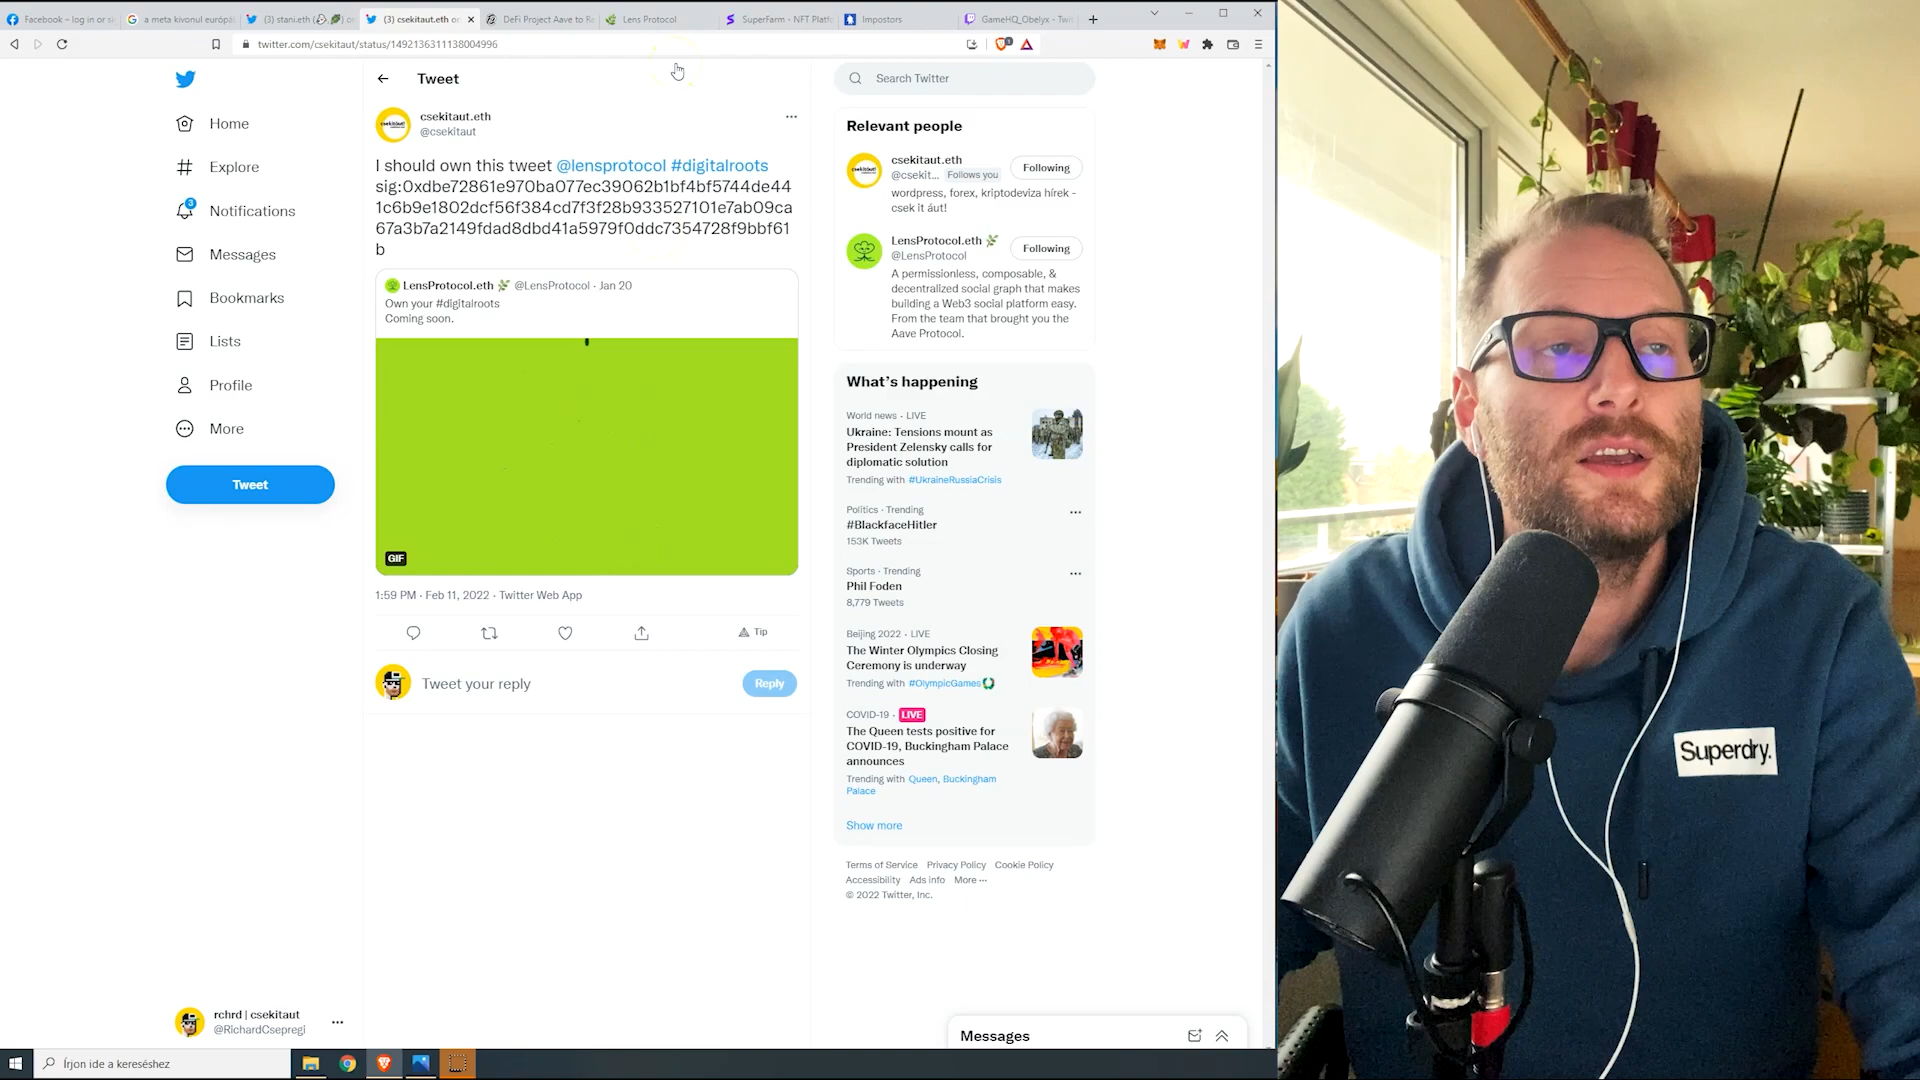 Facebook – log in or si
a meta kivonul európáb
(3) stani.eth
(3) csekitaut.eth o
DeFi Project Aave to Re
Lens Protocol
SuperFarm - NFT Platf
Impostors
GameHQ_Obelyx - Twi
twitter.com/csekitaut/status/1492136311138004996
Home
Explore
3
Notifications
Messages
Bookmarks
Lists
Profile
More
Tweet
rchrd | csekitaut
@RichardCsepregi
Tweet
csekitaut.eth
@csekitaut
I should own this tweet @lensprotocol #digitalroots
sig:0xdbe72861e970ba077ec39062b1bf4bf5744de44
1c6b9e1802dcf56f384cd7f3f28b933527101e7ab09ca
67a3b7a2149fdad8dbd41a5979f0ddc7354728f9bbf61
b
LensProtocol.eth @LensProtocol · Jan 20
Own your #digitalroots
Coming soon.
GIF
1:59 PM · Feb 11, 2022 · Twitter Web App
Tip
Tweet your reply
Reply
Search Twitter
Relevant people
csekitaut.eth
@csekit... Follows you
Following
wordpress, forex, kriptodeviza hírek -
csek it áut!
LensProtocol.eth
@LensProtocol
Following
A permissionless, composable, &
decentralized social graph that makes
building a Web3 social platform easy.
From the team that brought you the
Aave Protocol.
What's happening
World news · LIVE
Ukraine: Tensions mount as
President Zelensky calls for
diplomatic solution
Trending with #UkraineRussiaCrisis
Politics · Trending
#BlackfaceHitler
153K Tweets
Sports · Trending
Phil Foden
8,779 Tweets
Beijing 2022 · LIVE
The Winter Olympics Closing
Ceremony is underway
Trending with #OlympicGames
COVID-19 · LIVE
The Queen tests positive for
COVID-19, Buckingham Palace
announces
Trending with Queen, Buckingham
Palace
Show more
Terms of Service Privacy Policy Cookie Policy
Accessibility Ads info More ···
© 2022 Twitter, Inc.
Messages
Írjon ide a kereséshez
Superdry.